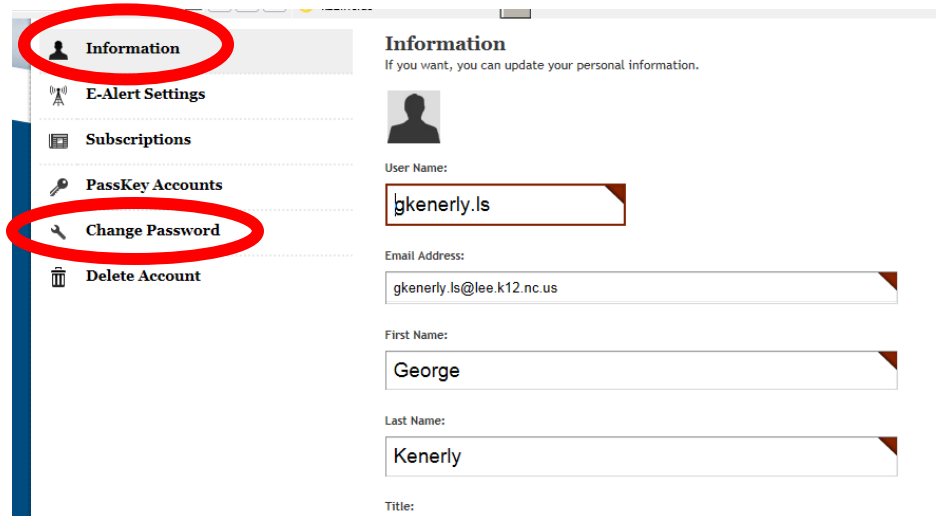 Information
E-Alert Settings
Subscriptions
PassKey Accounts
Change Password
Delete Account
Information
If you want, you can update your personal information.
User Name:
gkenerly.ls
Email Address:
gkenerly.ls@lee.k12.nc.us
First Name:
George
Last Name:
Kenerly
Title: